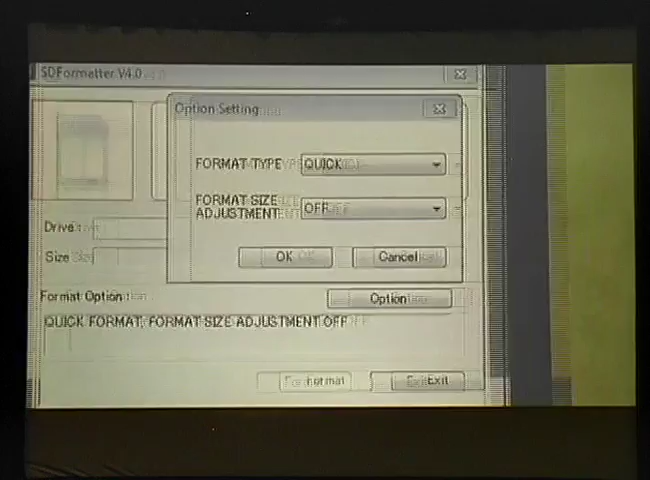 SDFormatter V4.0
Option Setting
FORMAT TYPE QUICK
FORMAT SIZE
ADJUSTMENT OFF
Drive
Size
OK Cancel
Format Option Option
QUICK FORMAT, FORMAT SIZE ADJUSTMENT OFF
Format Exit